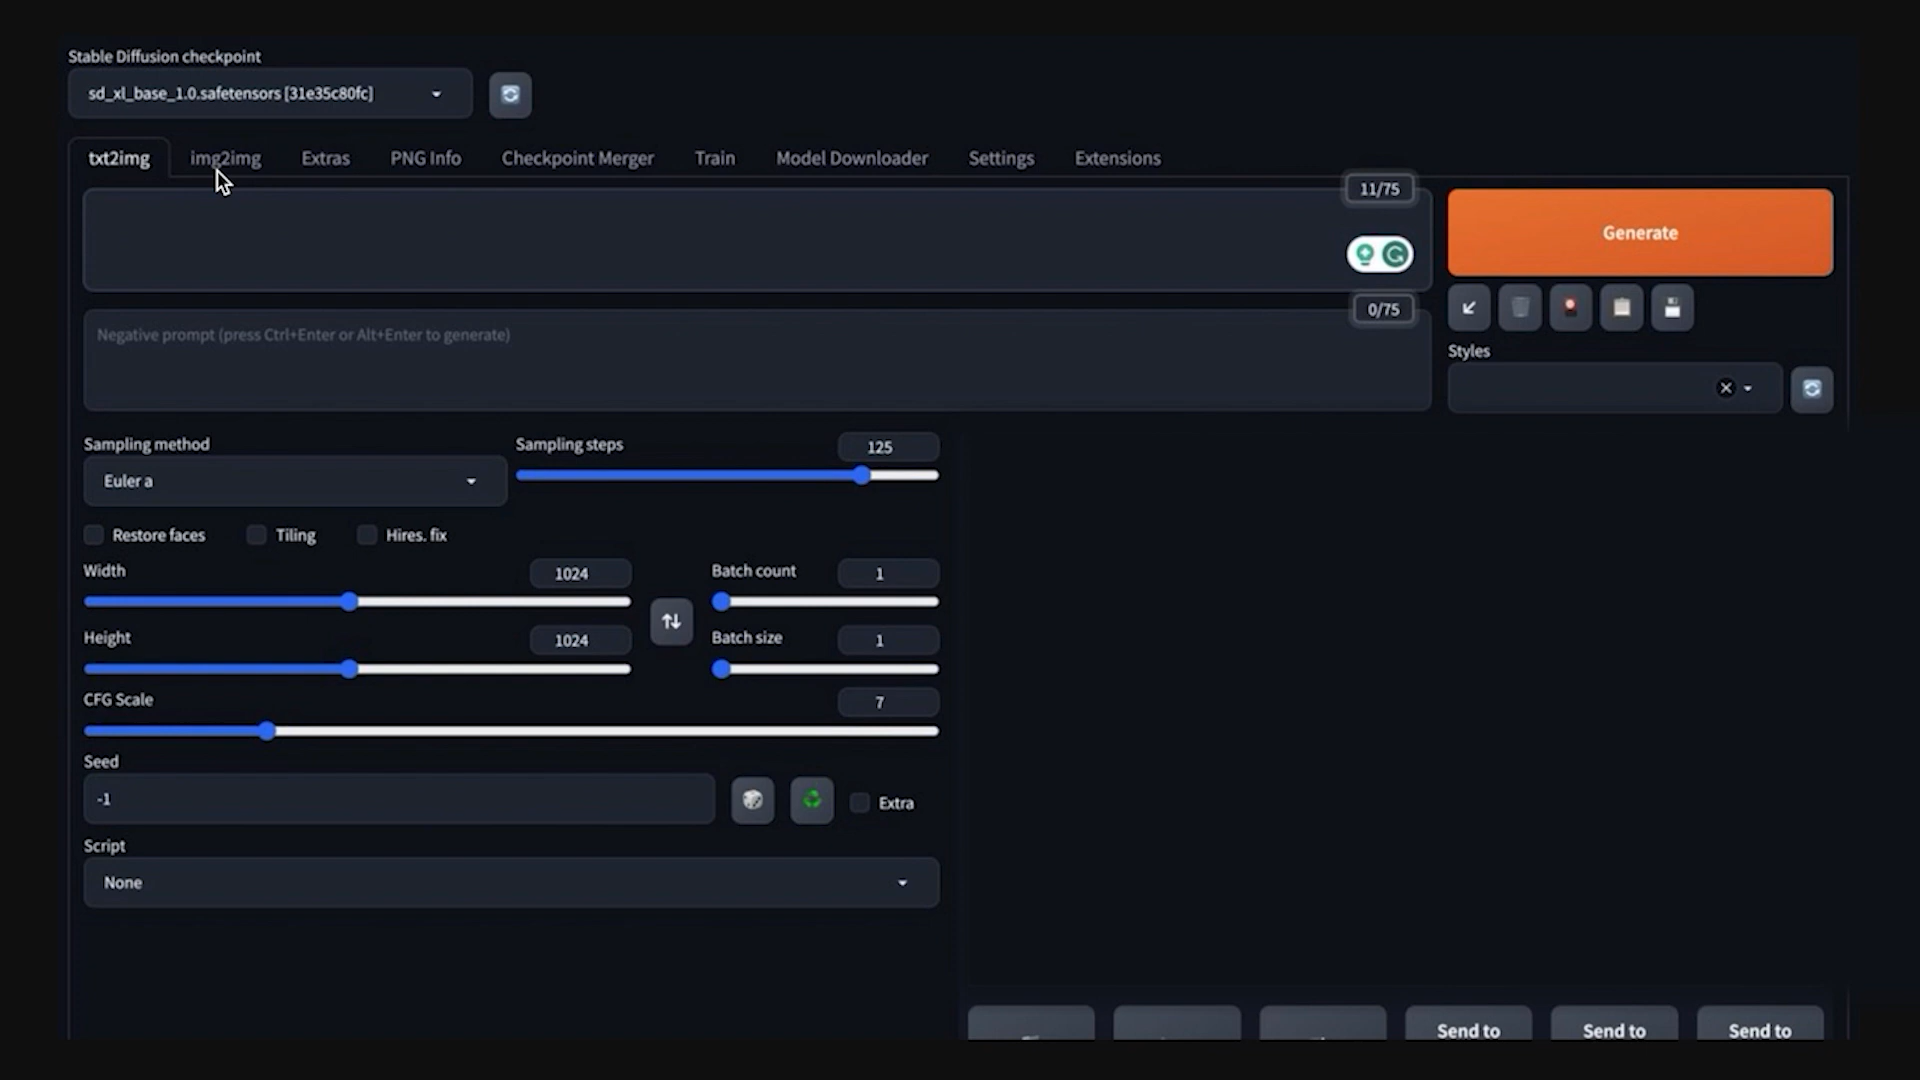 Stable Diffusion checkpoint
sd_xl_base_1.0.safetensors [31e35c80fc]
txt2img img2img Extras PNG Info Checkpoint Merger Train Model Downloader Settings Extensions
11/75
Generate
0/75
Negative prompt (press Ctrl+Enter or Alt+Enter to generate)
Styles
Sampling method
Euler a
Sampling steps
125
Restore faces Tiling Hires. fix
Width
1024
Batch count
1
Height
1024
Batch size
1
CFG Scale
7
Seed
-1
Extra
Script
None
Send to Send to Send to